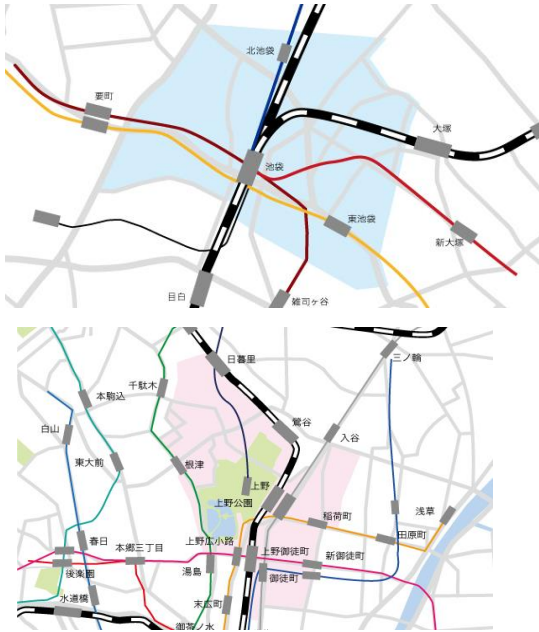 北池袋
要町
大塚
池袋
東池袋
新大塚
目白
雑司ヶ谷
日暮里
三ノ輪
千駄木
本駒込
鶯谷
入谷
白山
東大前
根津
上野
上野公園
稲荷町
浅草
田原町
春日
本郷三丁目
上野広小路
上野御徒町
新御徒町
後楽園
湯島
御徒町
水道橋
末広町
御茶ノ水